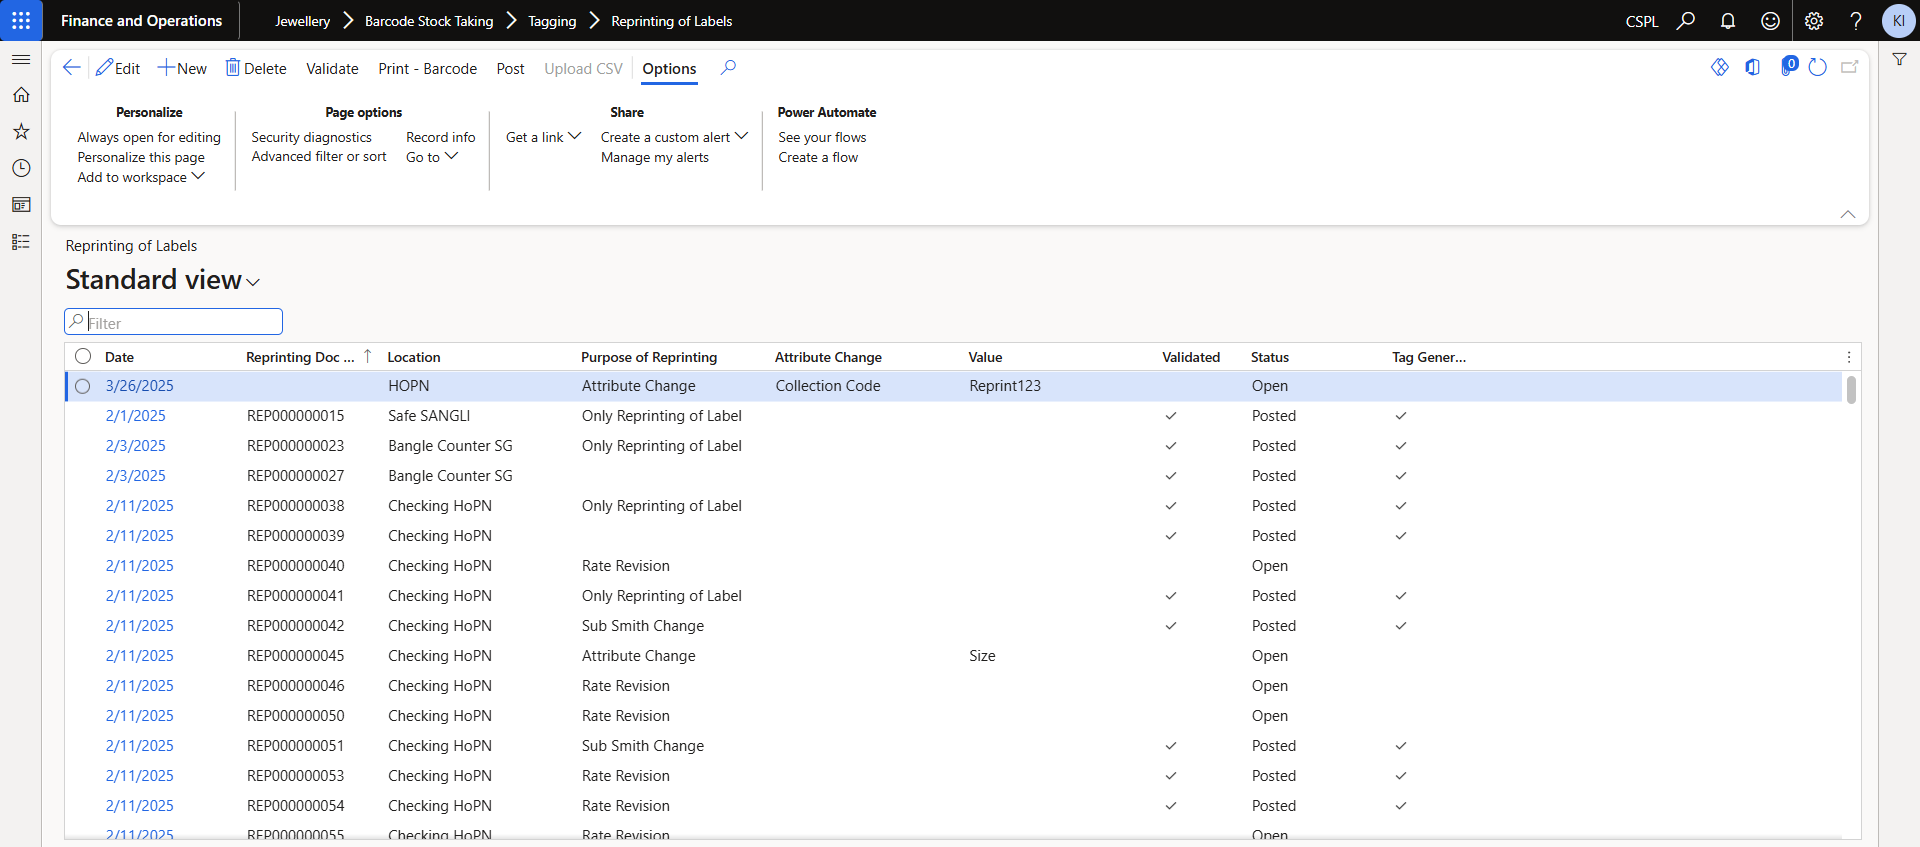 Finance and Operations Jewellery Barcode Stock Taking Tagging Reprinting of Labels CSPL KI
Edit New Delete Validate Print - Barcode Post Upload CSV Options 0
Personalize Page options Share Power Automate
Always open for editing Security diagnostics Record info Get a link Create a custom alert See your flows
Personalize this page Advanced filter or sort Go to Manage my alerts Create a flow
Add to workspace
Reprinting of Labels
Standard view
Filter
Date Reprinting Doc ... Location Purpose of Reprinting Attribute Change Value Validated Status Tag Gener...
3/26/2025 HOPN Attribute Change Collection Code Reprint123 Open
2/1/2025 REP000000015 Safe SANGLI Only Reprinting of Label Posted
2/3/2025 REP000000023 Bangle Counter SG Only Reprinting of Label Posted
2/3/2025 REP000000027 Bangle Counter SG Posted
2/11/2025 REP000000038 Checking HoPN Only Reprinting of Label Posted
2/11/2025 REP000000039 Checking HoPN Posted
2/11/2025 REP000000040 Checking HoPN Rate Revision Open
2/11/2025 REP000000041 Checking HoPN Only Reprinting of Label Posted
2/11/2025 REP000000042 Checking HoPN Sub Smith Change Posted
2/11/2025 REP000000045 Checking HoPN Attribute Change Size Open
2/11/2025 REP000000046 Checking HoPN Rate Revision Open
2/11/2025 REP000000050 Checking HoPN Rate Revision Open
2/11/2025 REP000000051 Checking HoPN Sub Smith Change Posted
2/11/2025 REP000000053 Checking HoPN Rate Revision Posted
2/11/2025 REP000000054 Checking HoPN Rate Revision Posted
2/11/2025 REP000000055 Checking HoPN Rate Revision Open